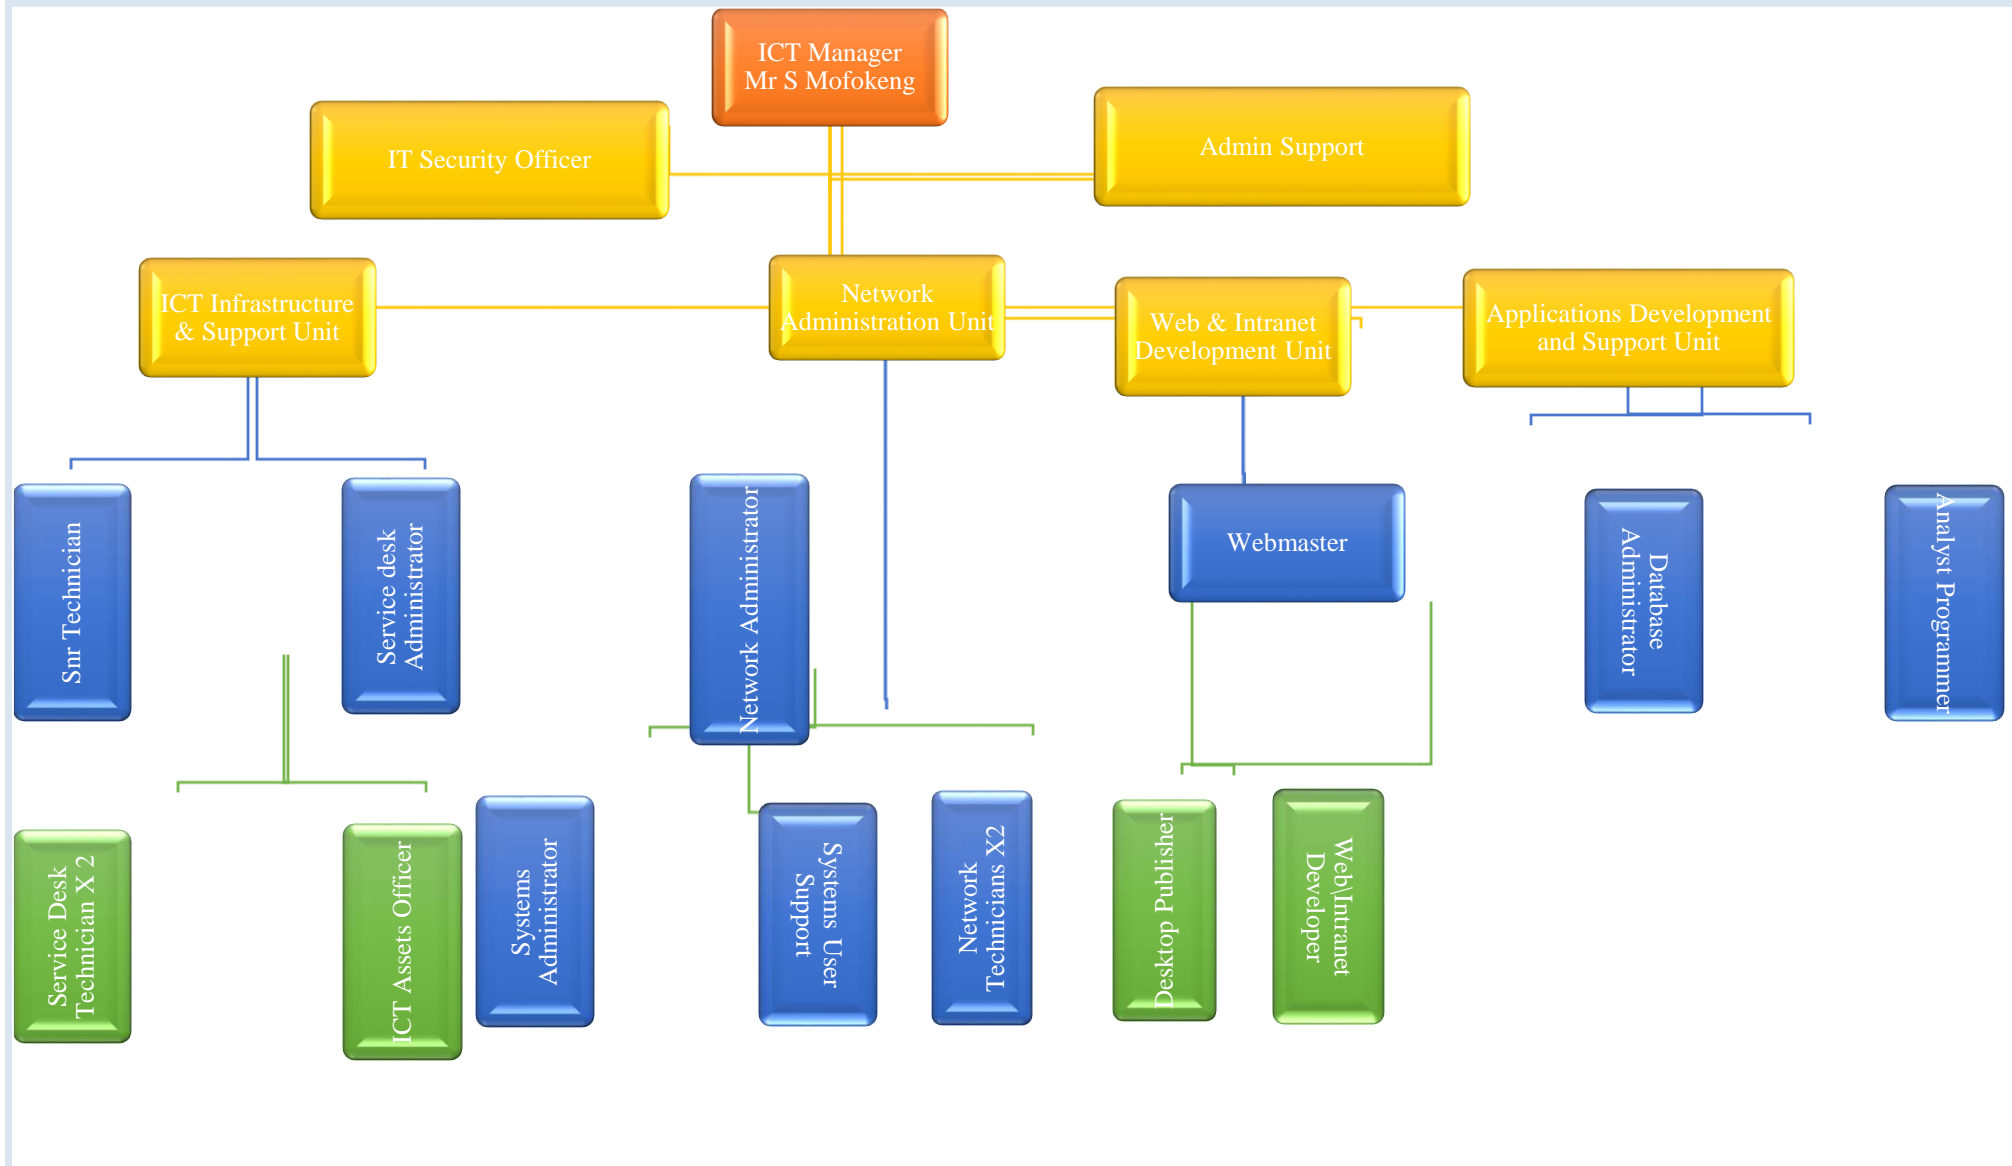 ICT Manager
Mr S Mofokeng
IT Security Officer
Admin Support
ICT Infrastructure
& Support Unit
Network
Administration Unit
Web & Intranet
Development Unit
Applications Development
and Support Unit
Snr Technician
Service desk
Administrator
Network Administrator
Webmaster
Database
Administrator
Analyst Programmer
Service Desk
Technician X 2
ICT Assets Officer
Systems
Administrator
Systems User
Support
Network
Technicians X2
Desktop Publisher
Web\Intranet
Developer